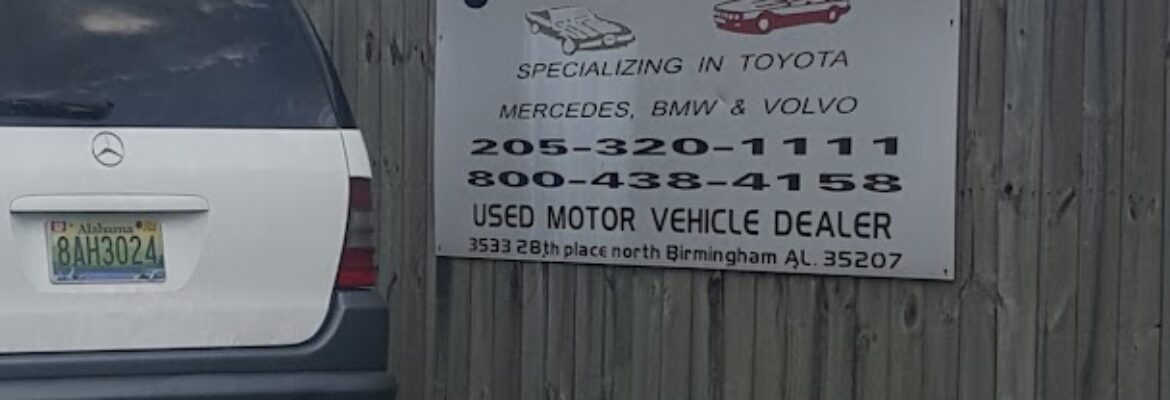 SPECIALIZING IN TOYOTA
MERCEDES, BMW & VOLVO
205-320-1111
800-438-4158
USED MOTOR VEHICLE DEALER
3533 28th place north Birmingham AL. 35207
Alabama
8AH3024